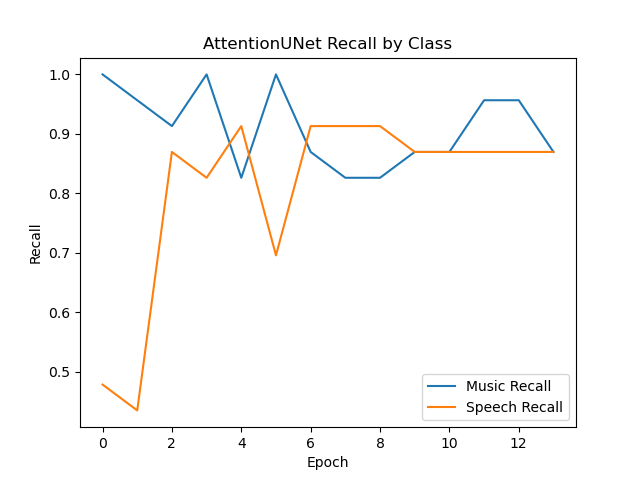 AttentionUNet Recall by Class
1.0
0.9
0.8
0.7
0.6
0.5
Recall
0 2 4 6 8 10 12
Epoch
Music Recall
Speech Recall